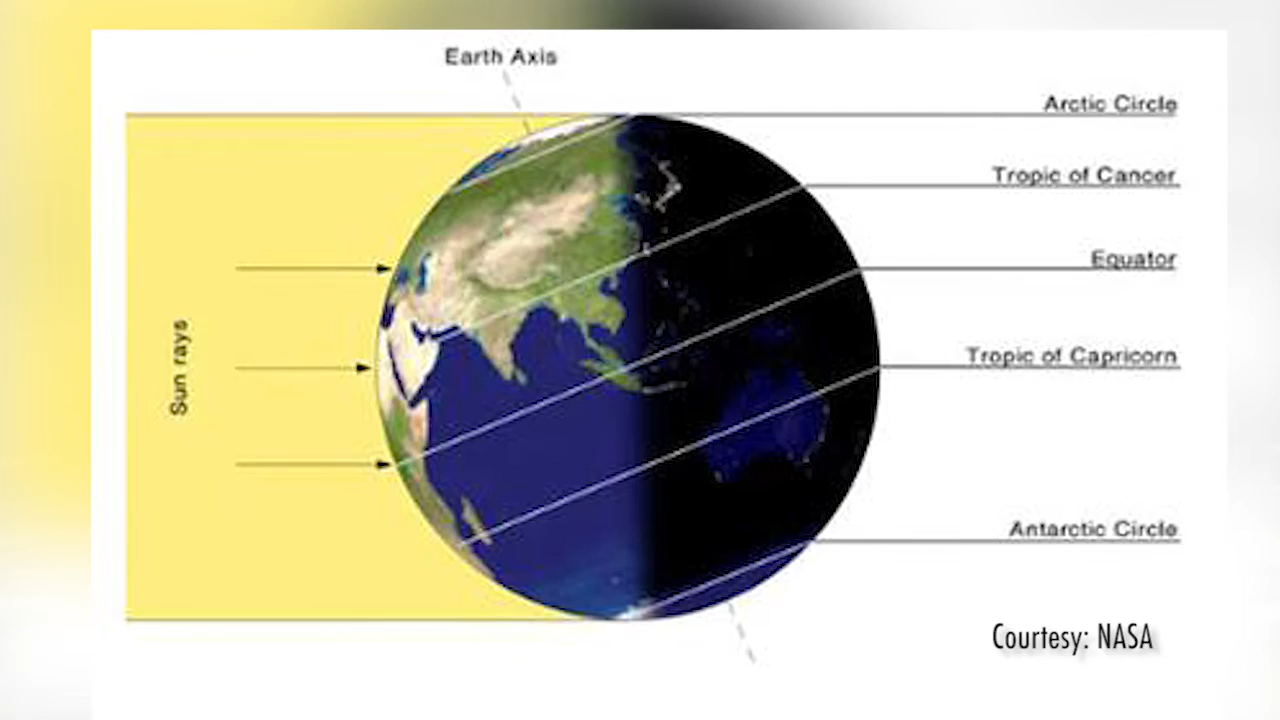 Earth Axis
Arctic Circle
Tropic of Cancer
Equator
Tropic of Capricorn
Antarctic Circle
Sun rays
Courtesy: NASA